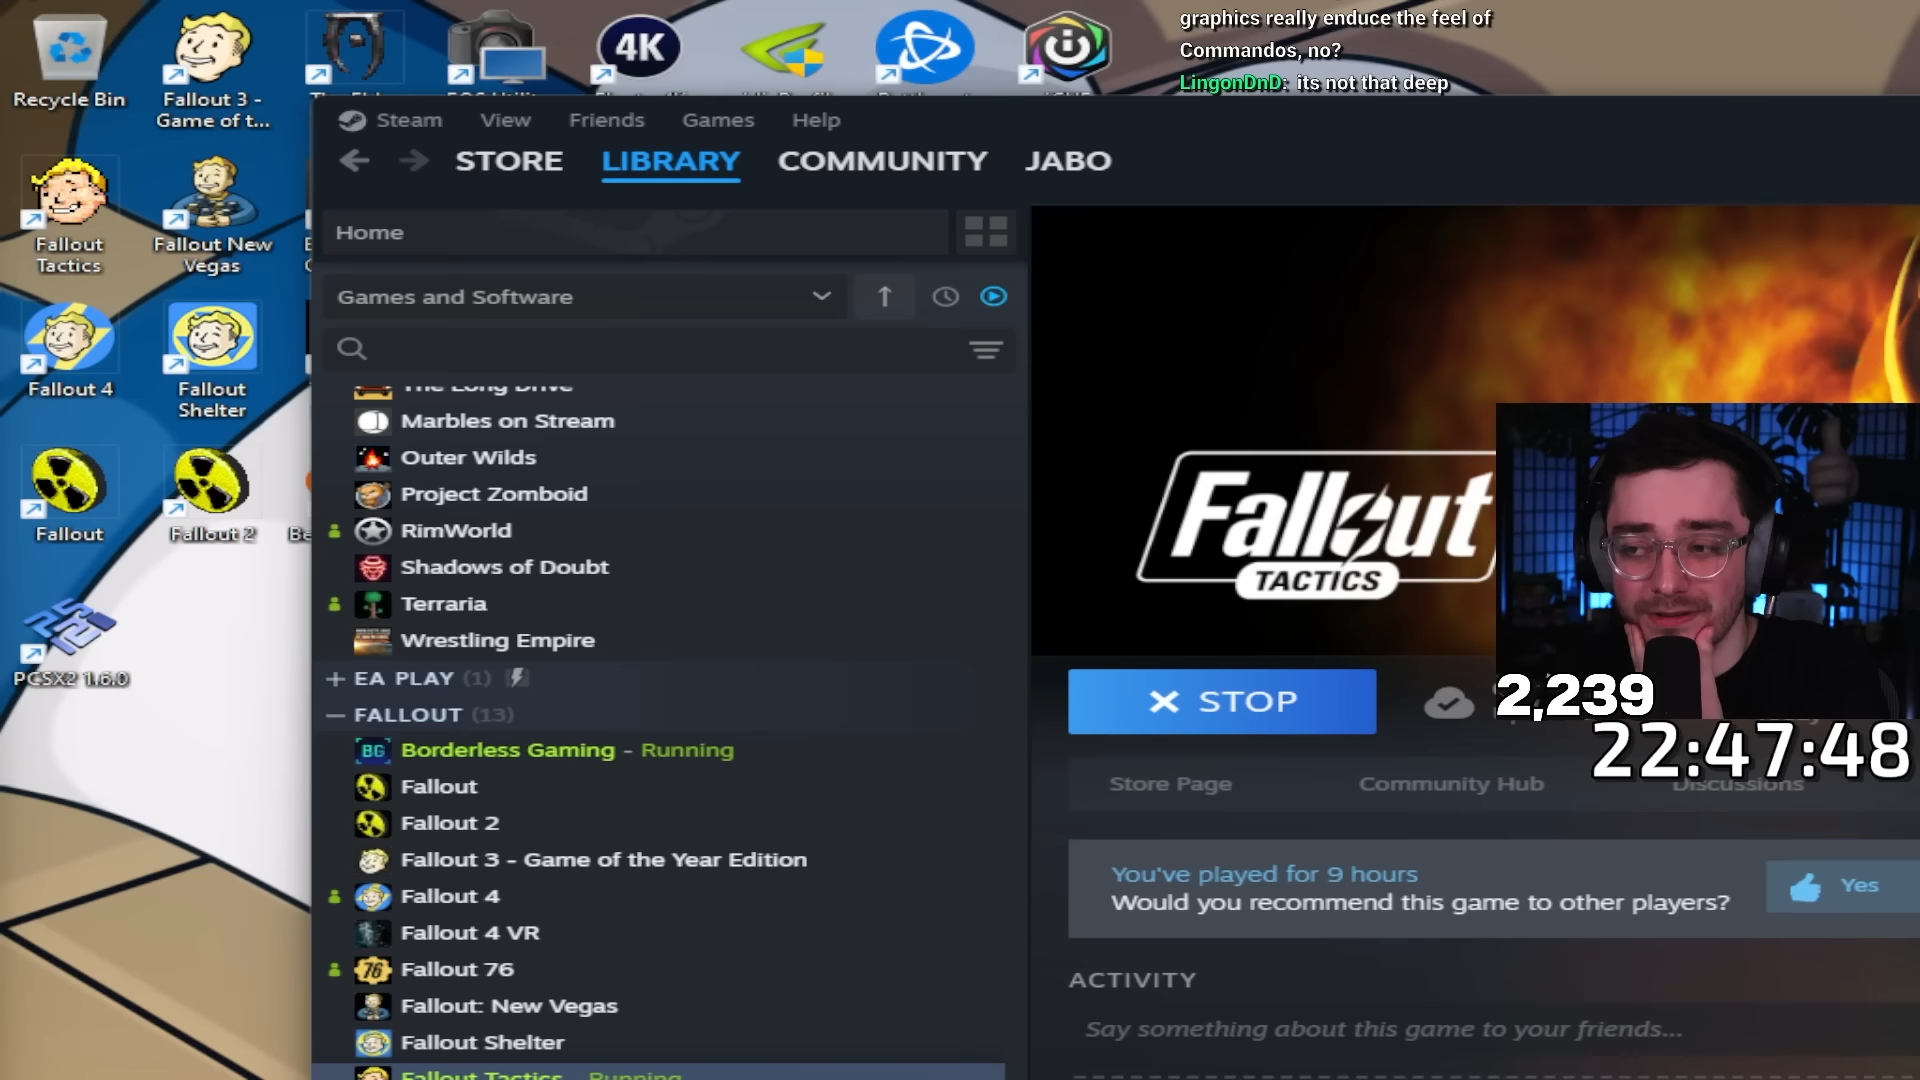 graphics really enduce the feel of
Commandos, no?
LingonDnD: its not that deep
Recycle Bin
Fallout 3 -
Game of t...
4K
Steam View Friends Games Help
STORE LIBRARY COMMUNITY JABO
Fallout
Tactics
Fallout New
Vegas
Home
Games and Software
Fallout 4
Fallout
Shelter
Marbles on Stream
Outer Wilds
Project Zomboid
RimWorld
Shadows of Doubt
Terraria
Wrestling Empire
Fallout
Fallout 2
Be
PCSX2 1.6.0
Fallout
TACTICS
+ EA PLAY (1)
— FALLOUT (13)
BG Borderless Gaming - Running
Fallout
Fallout 2
Fallout 3 - Game of the Year Edition
Fallout 4
Fallout 4 VR
76 Fallout 76
Fallout: New Vegas
Fallout Shelter
Fallout Tactics - Running
STOP
2,239
22:47:48
Store Page Community Hub Discussions
You've played for 9 hours
Would you recommend this game to other players?
Yes
ACTIVITY
Say something about this game to your friends...